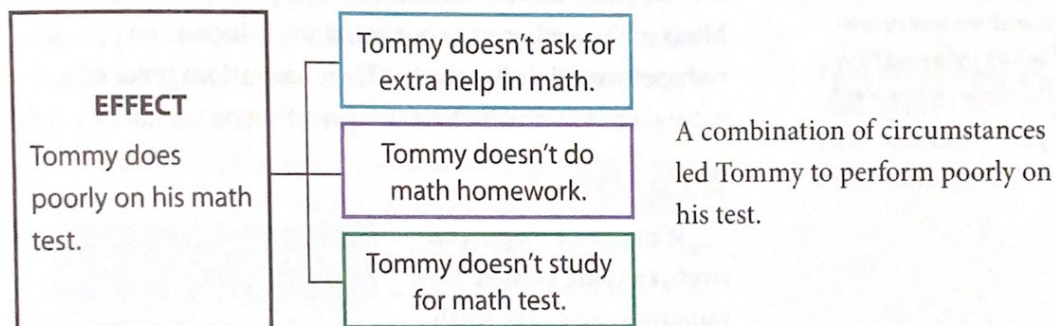 EFFECT
Tommy does
poorly on his math
test.
Tommy doesn't ask for
extra help in math.
Tommy doesn't do
math homework.
Tommy doesn't study
for math test.
A combination of circumstances
led Tommy to perform poorly on
his test.